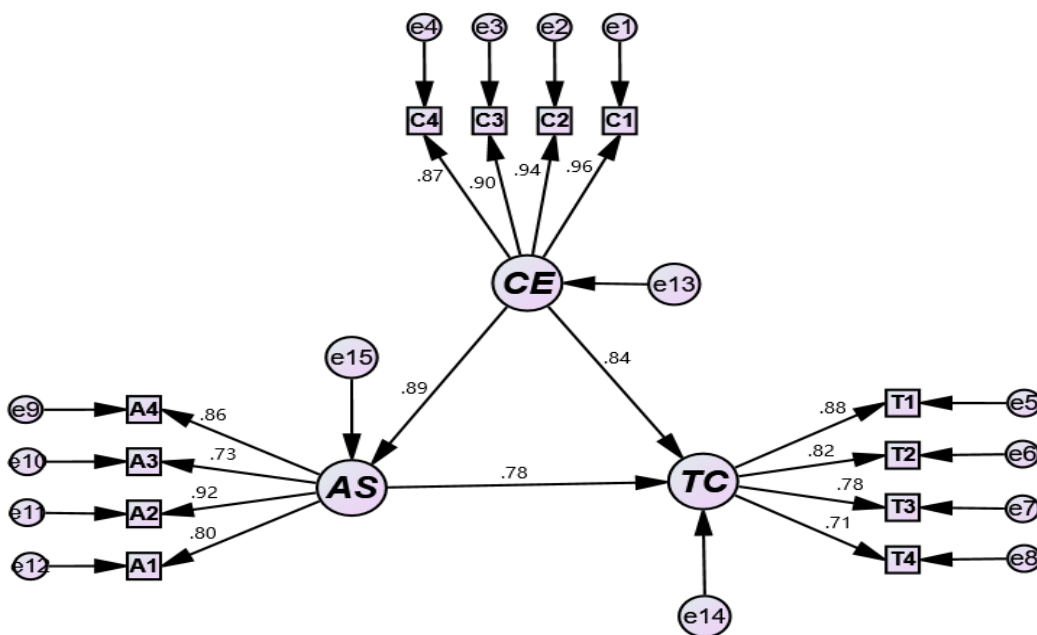 e4 e3 e2 e1
C4 C3 C2 C1
.87 .90 .94 .96
CE e13
e15
.89 .84
e9 A4 .86
.88 T1 e5
e10 A3 .73
.82 T2 e6
AS .78 TC
e11 A2 .92
.78 T3 e7
e12 A1 .80
.71 T4 e8
e14